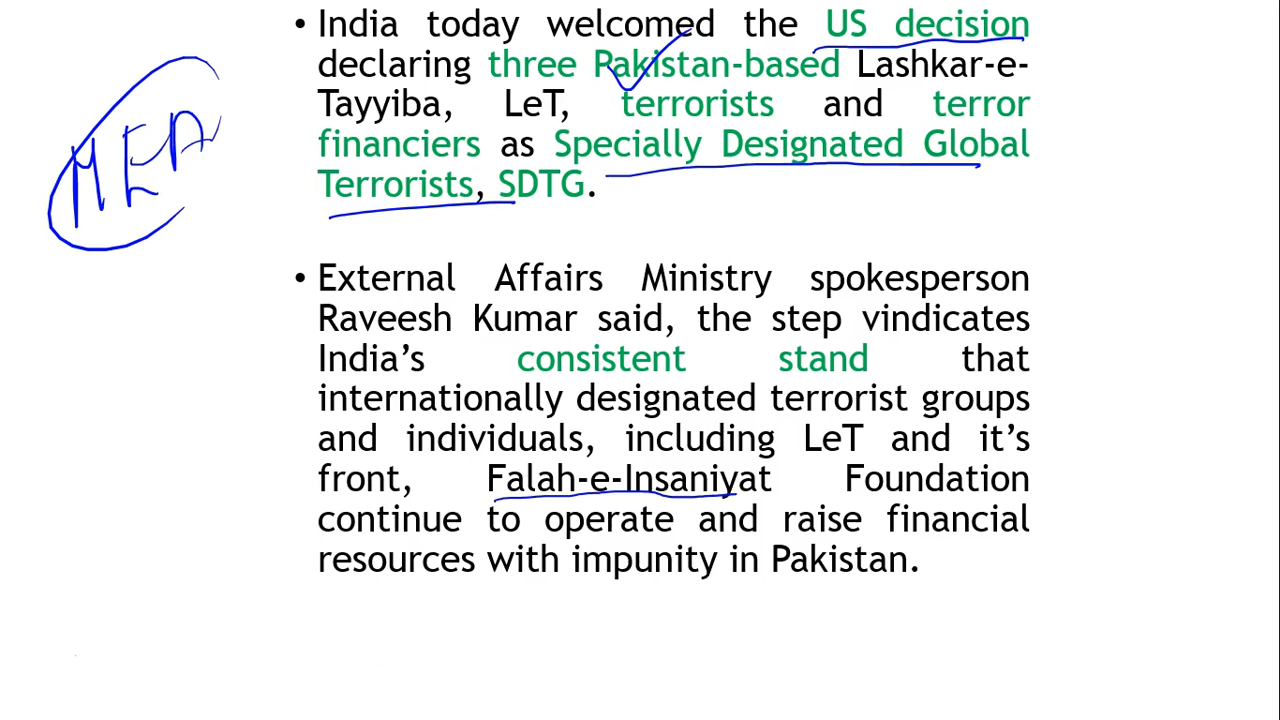 • India today welcomed the US decision
declaring three Pakistan-based Lashkar-e-
Tayyiba, LeT, terrorists and terror
financiers as Specially Designated Global
Terrorists, SDTG.
MEA
• External Affairs Ministry spokesperson
Raveesh Kumar said, the step vindicates
India’s consistent stand that
internationally designated terrorist groups
and individuals, including LeT and it’s
front, Falah-e-Insaniyat Foundation
continue to operate and raise financial
resources with impunity in Pakistan.